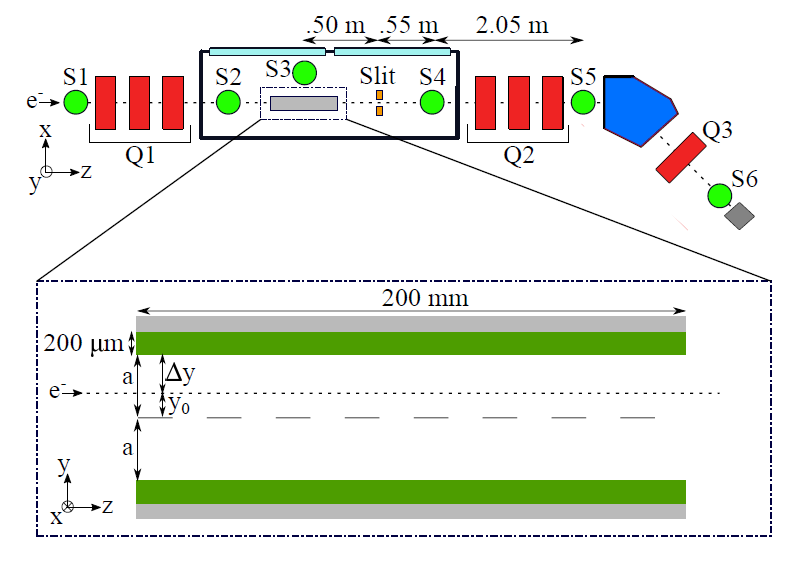 .50 m .55 m 2.05 m
S1 S2 S3 Slit S4 S5
e-
Q1 Q2 Q3
x
y z
S6
200 mm
200 μm
a Δy
e-
y₀
a
y
x z